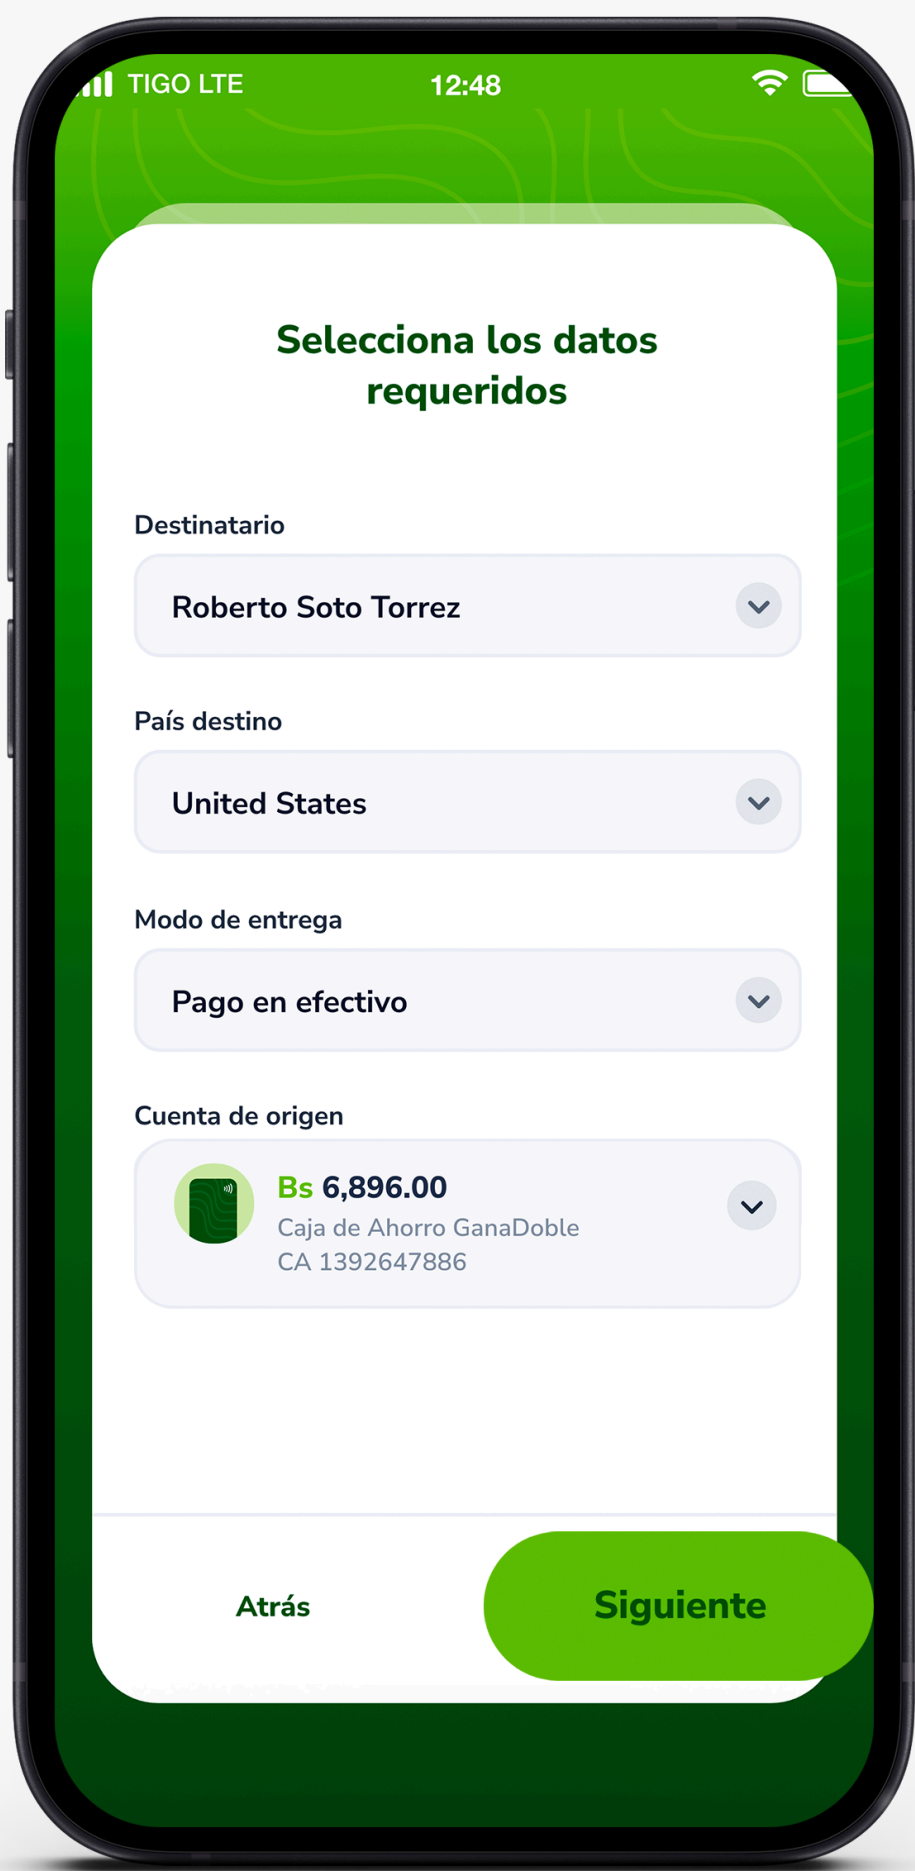 TIGO LTE 12:48
Selecciona los datos
requeridos
Destinatario
Roberto Soto Torrez
País destino
United States
Modo de entrega
Pago en efectivo
Cuenta de origen
Bs 6,896.00
Caja de Ahorro GanaDoble
CA 1392647886
Atrás Siguiente